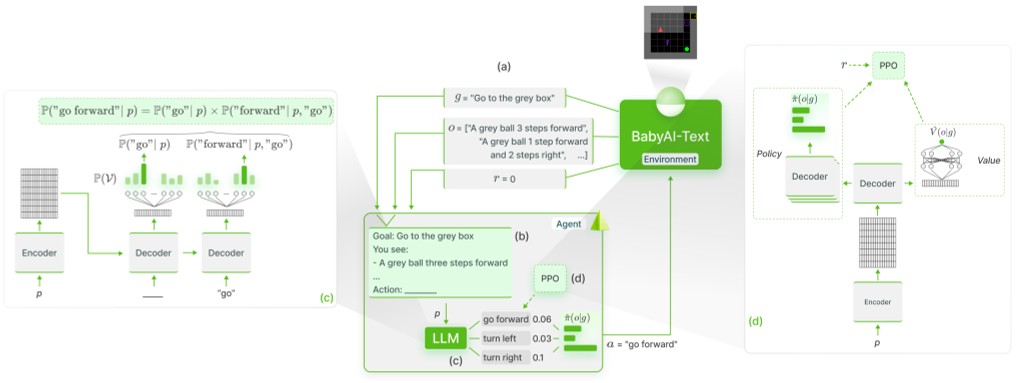 (a)
g = "Go to the grey box"
o = ["A grey ball 3 steps forward",
"A grey ball 1 step forward
and 2 steps right", ...]
r = 0
BabyAI-Text
Environment
Agent
(b)
Goal: Go to the grey box
You see:
- A grey ball three steps forward
...
Action: ______
p
LLM
(c)
PPO
(d)
go forward 0.06
turn left 0.03
turn right 0.1
π̂(o|g)
a = "go forward"
ℙ("go forward"| p) = ℙ("go"| p) × ℙ("forward"| p, "go")
ℙ("go"| p) ℙ("forward"| p, "go")
ℙ(𝒱)
Encoder
Decoder
Decoder
p
___
"go"
(c)
r
PPO
π̂(o|g)
V̂(o|g)
Policy
Value
Decoder
Decoder
Encoder
p
(d)